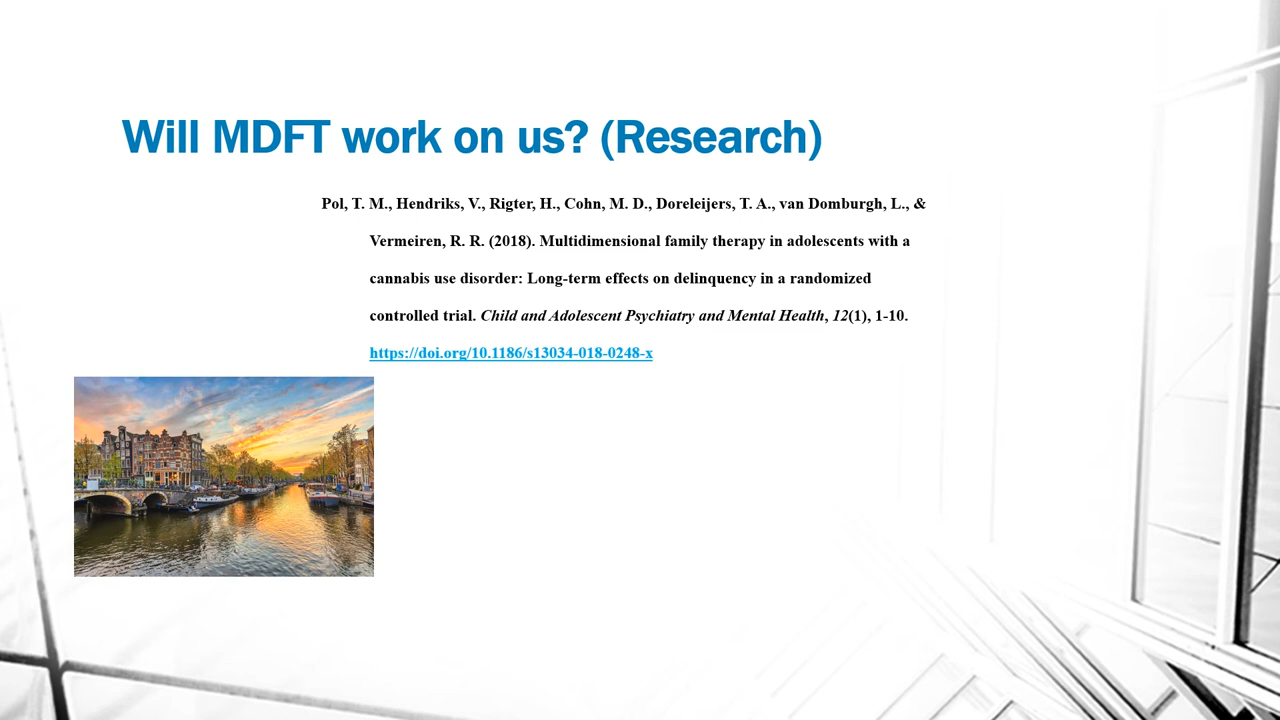 Will MDFT work on us? (Research)
Pol, T. M., Hendriks, V., Rigter, H., Cohn, M. D., Doreleijers, T. A., van Domburgh, L., &
Vermeiren, R. R. (2018). Multidimensional family therapy in adolescents with a
cannabis use disorder: Long-term effects on delinquency in a randomized
controlled trial. Child and Adolescent Psychiatry and Mental Health, 12(1), 1-10.
https://doi.org/10.1186/s13034-018-0248-x